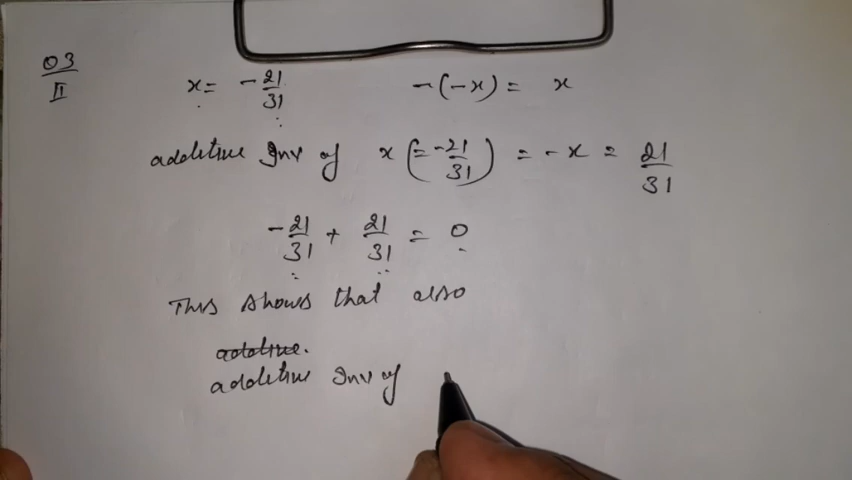 Q3
II
x = -21/31 -(-x) = x
additive Inv of x (= -21/31) = -x = 21/31
-21/31 + 21/31 = 0
This shows that also
additive.
additive Inv of